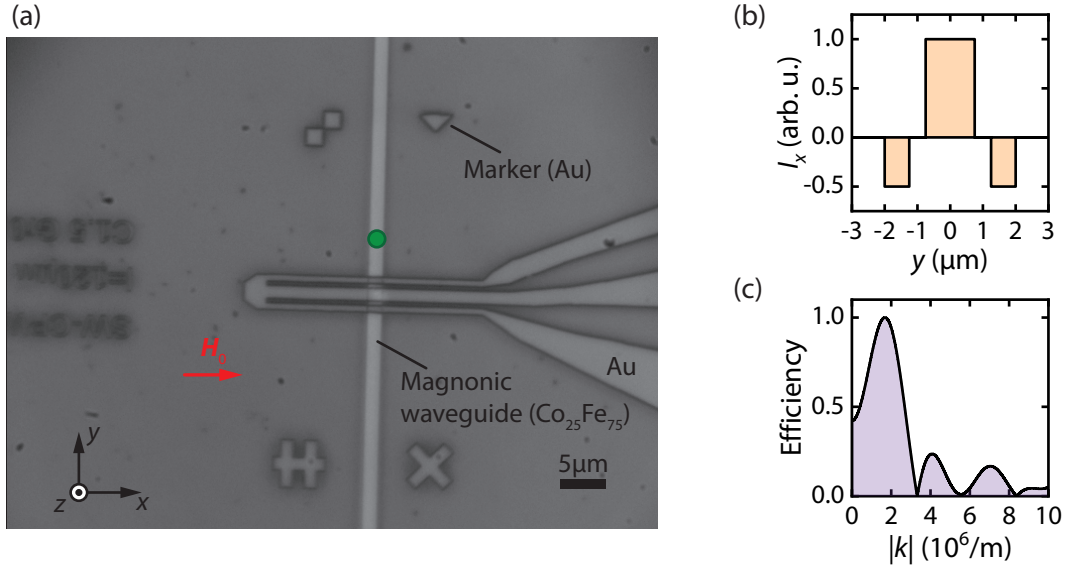 (a)
Marker (Au)
H₀
Au
Magnonic
waveguide (Co₂₅Fe₇₅)
5μm
y
z
x
(b)
I_x (arb. u.)
1.0
0.5
0.0
-0.5
-3 -2 -1 0 1 2 3
y (μm)
(c)
Efficiency
1.0
0.5
0.0
0 2 4 6 8 10
|k| (10⁶/m)